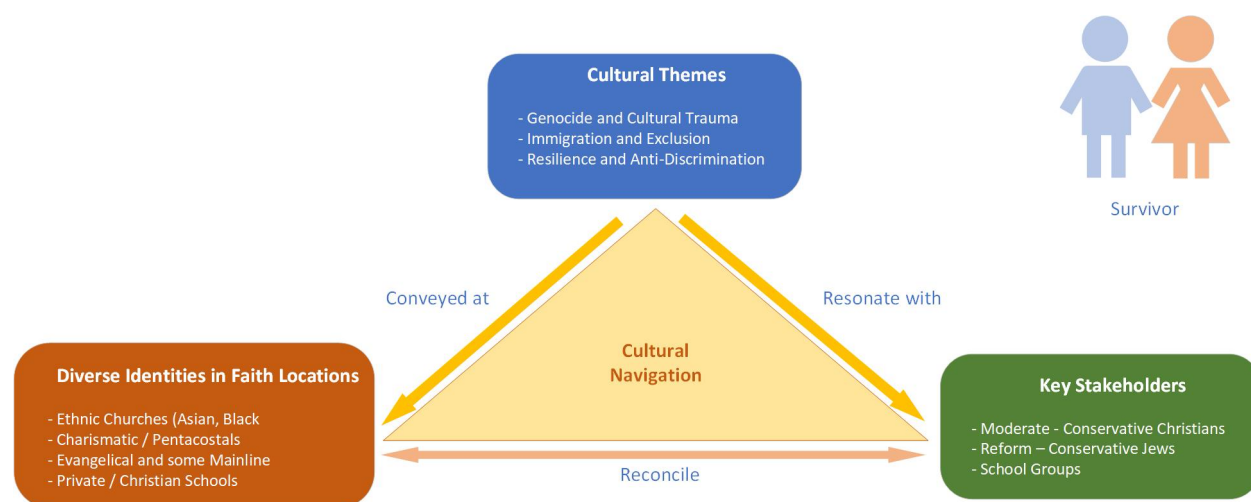 Cultural Themes
- Genocide and Cultural Trauma
- Immigration and Exclusion
- Resilience and Anti-Discrimination
Survivor
Conveyed at
Resonate with
Cultural
Navigation
Diverse Identities in Faith Locations
- Ethnic Churches (Asian, Black
- Charismatic / Pentacostals
- Evangelical and some Mainline
- Private / Christian Schools
Key Stakeholders
- Moderate - Conservative Christians
- Reform – Conservative Jews
- School Groups
Reconcile